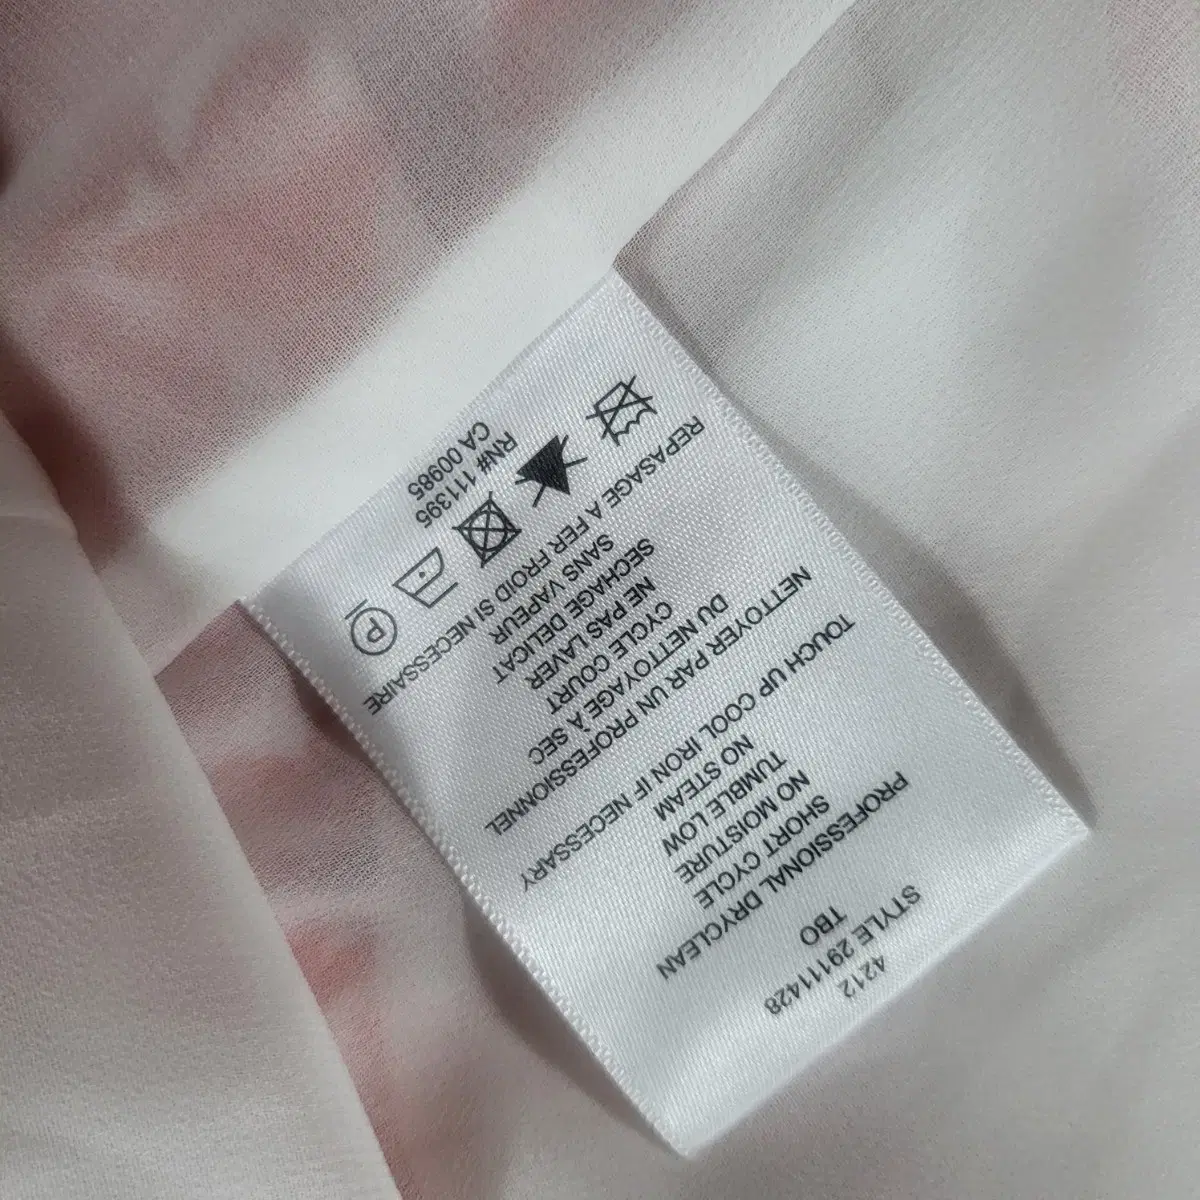 4212
STYLE 29111428
TBO
PROFESSIONAL DRYCLEAN
SHORT CYCLE
NO MOISTURE
TUMBLE LOW
NO STEAM
TOUCH UP COOL IRON IF NECESSARY
NETTOYER PAR UN PROFESSIONNEL
DU NETTOYAGE À SEC
CYCLE COURT
NE PAS LAVER
SECHAGE DELICAT
SANS VAPEUR
REPASAGE A FER FROID SI NECESSAIRE
P
RN# 111395
CA 00985